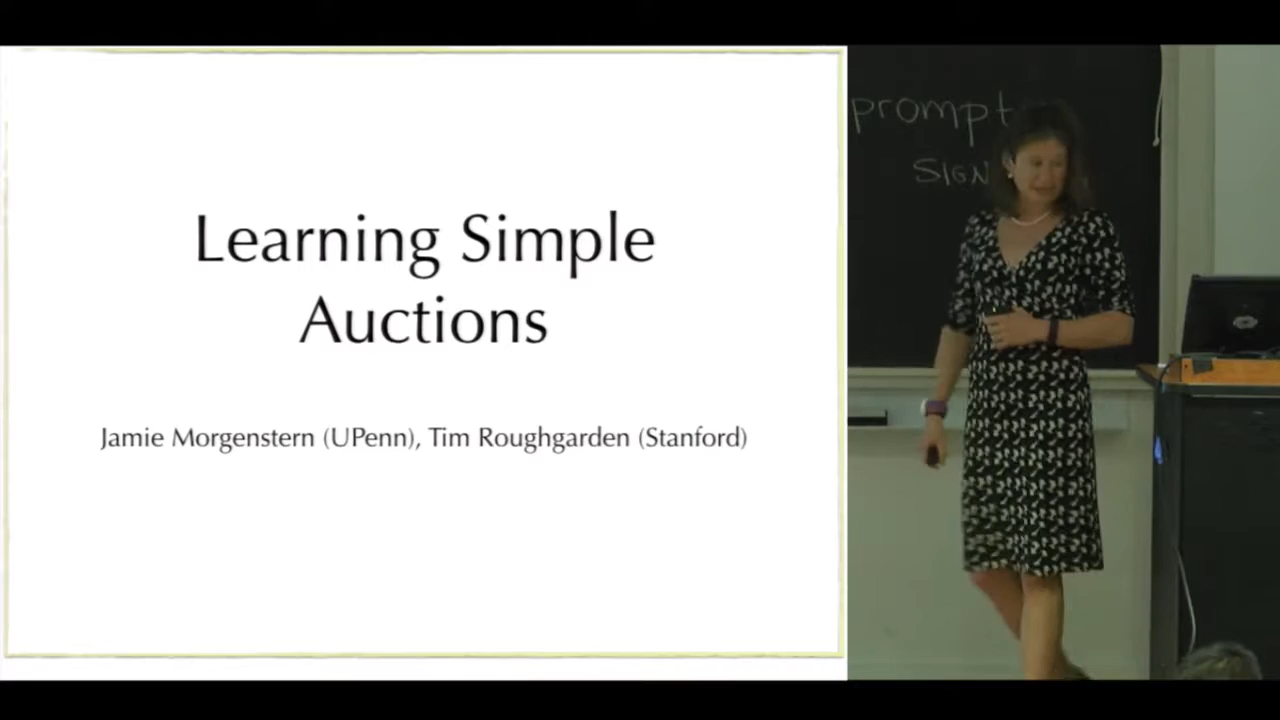 Learning Simple
Auctions
Jamie Morgenstern (UPenn), Tim Roughgarden (Stanford)
prompt
SIGN